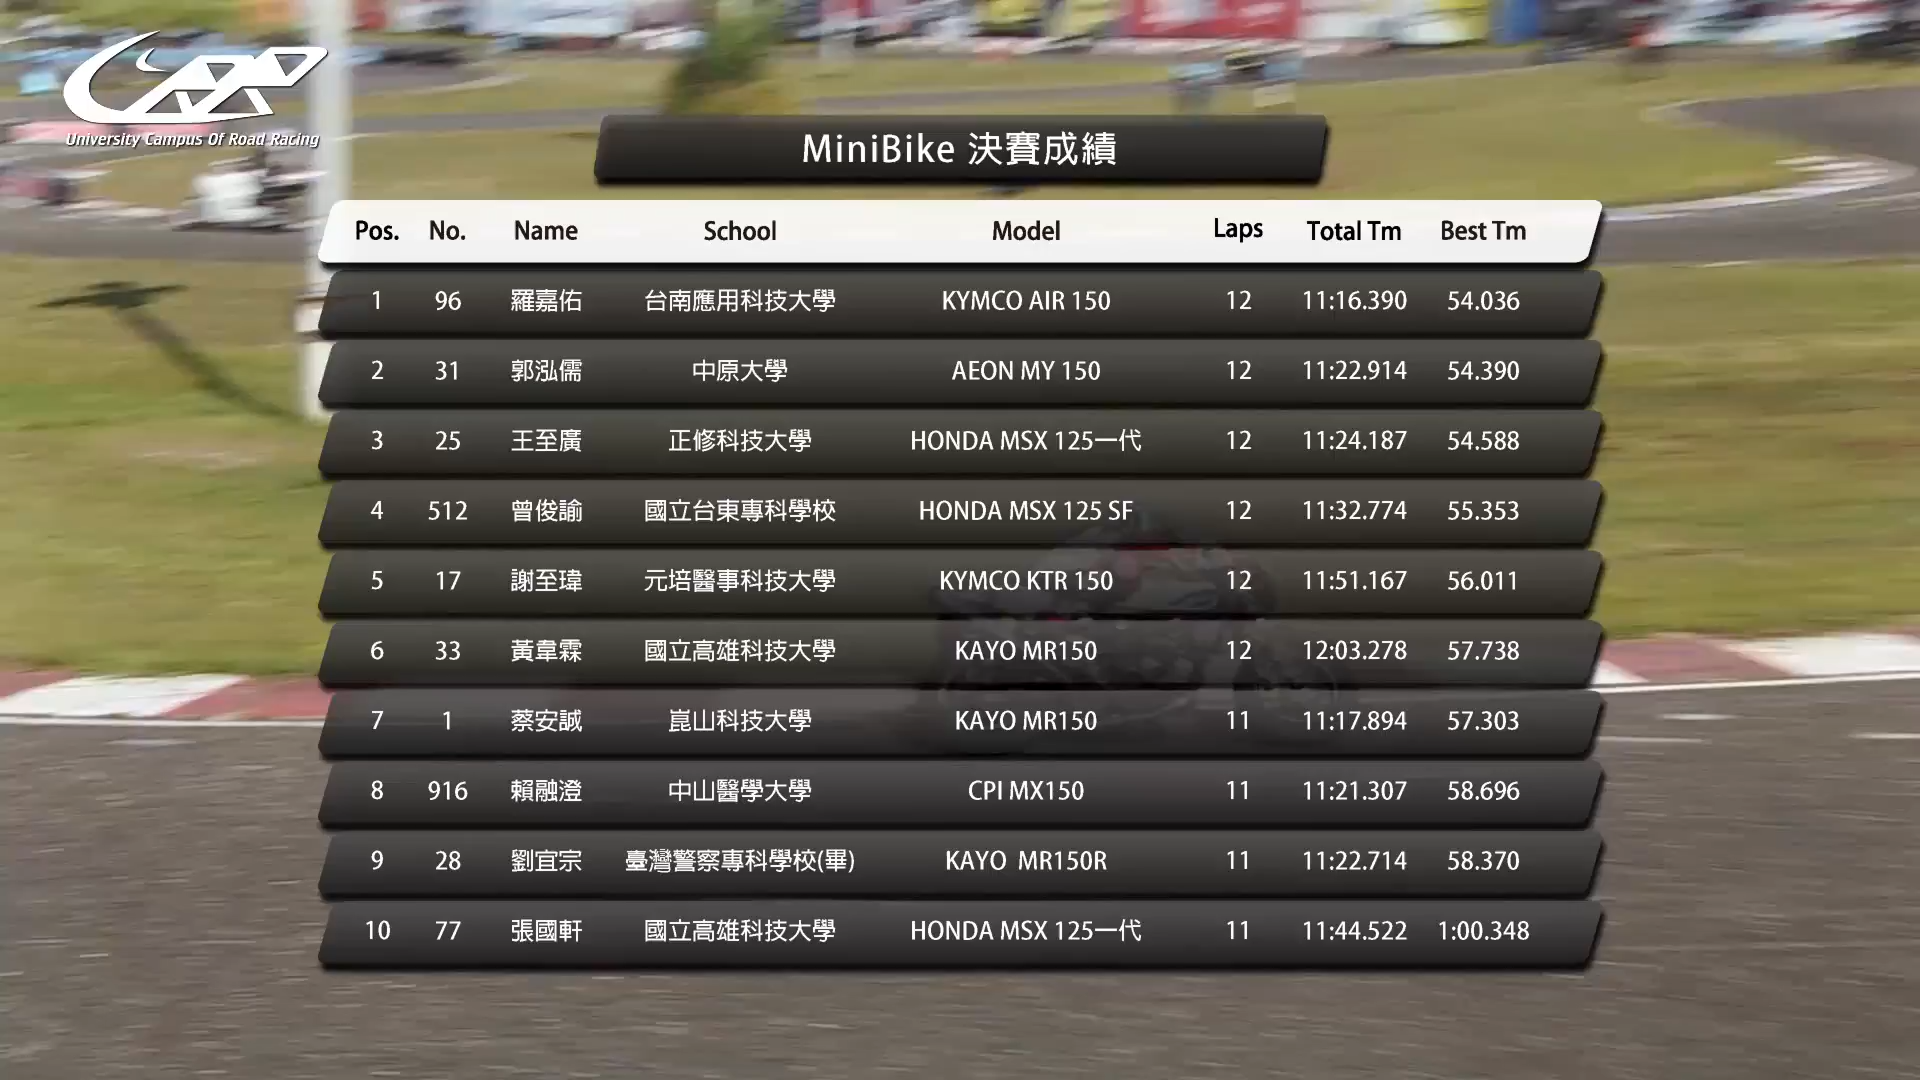 University Campus Of Road Racing
MiniBike 決賽成績
Pos. No. Name School Model Laps Total Tm Best Tm
1 96 羅嘉佑 台南應用科技大學 KYMCO AIR 150 12 11:16.390 54.036
2 31 郭泓儒 中原大學 AEON MY 150 12 11:22.914 54.390
3 25 王至廣 正修科技大學 HONDA MSX 125一代 12 11:24.187 54.588
4 512 曾俊諭 國立台東專科學校 HONDA MSX 125 SF 12 11:32.774 55.353
5 17 謝至瑋 元培醫事科技大學 KYMCO KTR 150 12 11:51.167 56.011
6 33 黃韋霖 國立高雄科技大學 KAYO MR150 12 12:03.278 57.738
7 1 蔡安誠 崑山科技大學 KAYO MR150 11 11:17.894 57.303
8 916 賴融澄 中山醫學大學 CPI MX150 11 11:21.307 58.696
9 28 劉宜宗 臺灣警察專科學校(畢) KAYO MR150R 11 11:22.714 58.370
10 77 張國軒 國立高雄科技大學 HONDA MSX 125一代 11 11:44.522 1:00.348